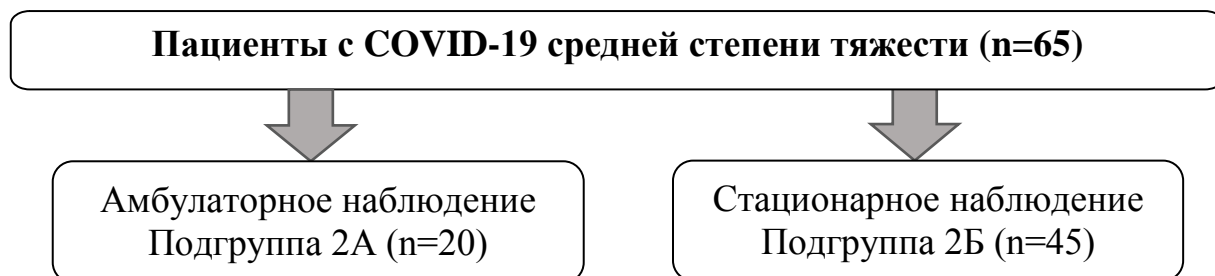 Пациенты с COVID-19 средней степени тяжести (n=65)
Амбулаторное наблюдение
Подгруппа 2А (n=20)
Стационарное наблюдение
Подгруппа 2Б (n=45)